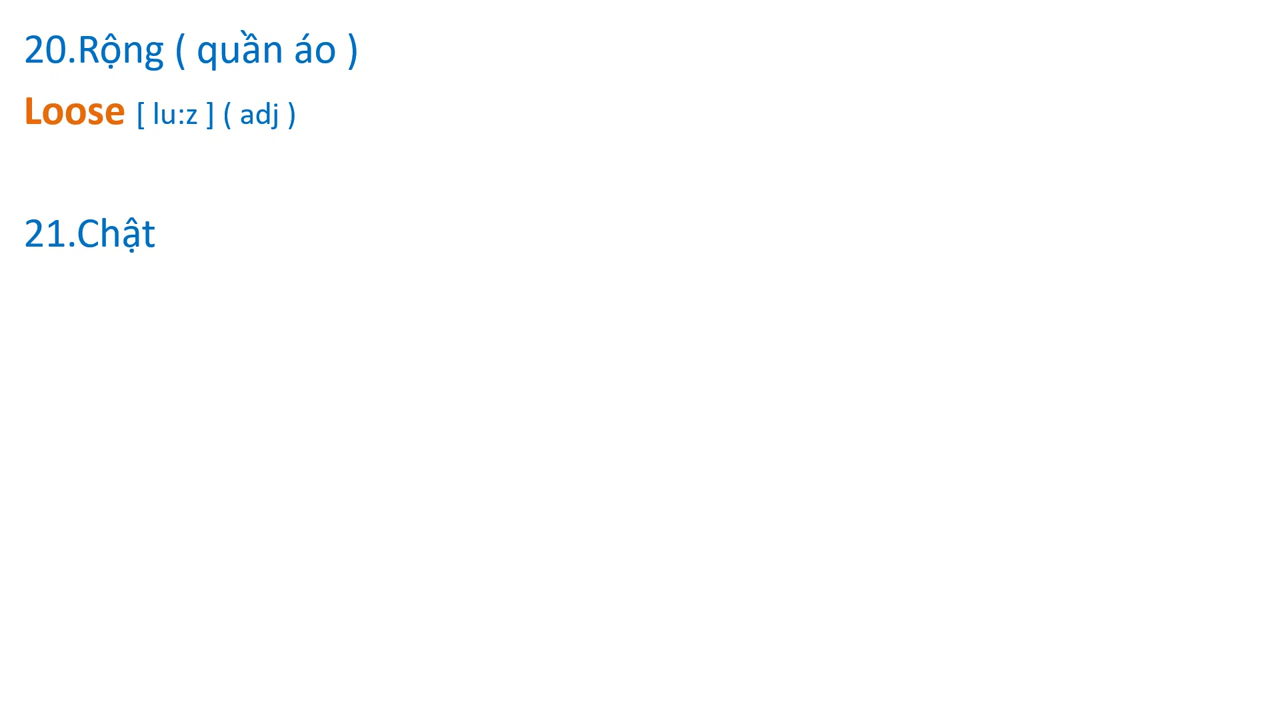 20.Rộng ( quần áo )
Loose [ lu:z ] ( adj )
21.Chật